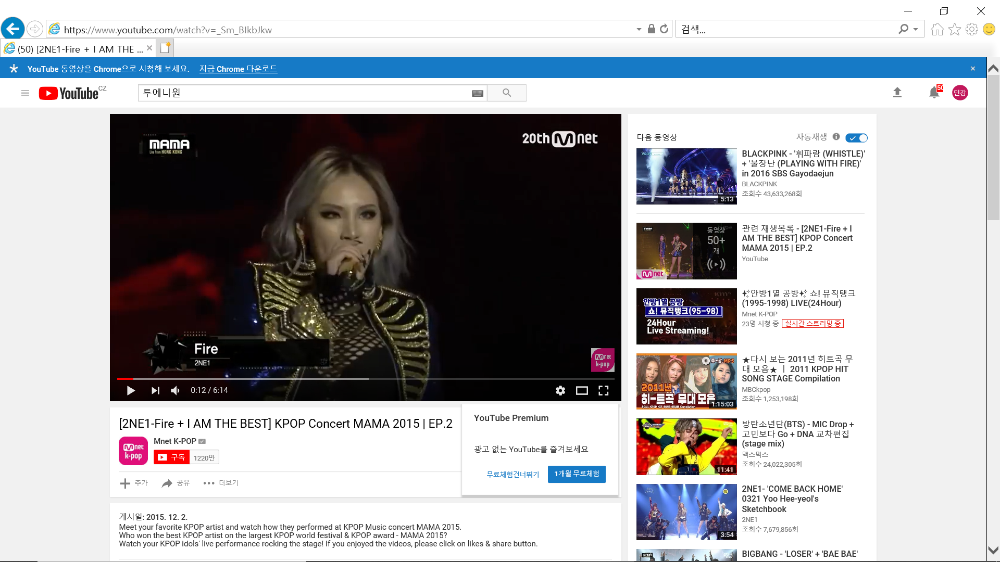 https://www.youtube.com/watch?v=_Sm_BIkbJkw
검색...
(50) [2NE1-Fire + I AM THE ...
YouTube 동영상을 Chrome으로 시청해 보세요. 지금 Chrome 다운로드
YouTube CZ
투에니원
50
민강
MAMA
Live from HONG KONG
20th Mnet
Fire
2NE1
Mnet
k-pop
0:12 / 6:14
[2NE1-Fire + I AM THE BEST] KPOP Concert MAMA 2015 | EP.2
Mnet
k-pop
Mnet K-POP
구독 1220만
추가 공유 더보기
YouTube Premium
광고 없는 YouTube를 즐겨보세요
무료체험건너뛰기 1개월 무료체험
게시일: 2015. 12. 2.
Meet your favorite KPOP artist and watch how they performed at KPOP Music concert MAMA 2015.
Who won the best KPOP artist on the largest KPOP world festival & KPOP award - MAMA 2015?
Watch your KPOP idols' live performance rocking the stage! If you enjoyed the videos, please click on likes & share button.
다음 동영상 자동재생
5:13
BLACKPINK - '휘파람 (WHISTLE)'
+ '불장난 (PLAYING WITH FIRE)'
in 2016 SBS Gayodaejun
BLACKPINK
조회수 43,633,268회
MAMA
동영상
50+
개
Mnet
관련 재생목록 - [2NE1-Fire + I
AM THE BEST] KPOP Concert
MAMA 2015 | EP.2
YouTube
안방1열 공방
쇼! 뮤직탱크(95-98)
24Hour
Live Streaming!
✨안방1열 공방✨ 쇼! 뮤직탱크
(1995-1998) LIVE(24Hour)
Mnet K-POP
23명 시청 중 실시간 스트리밍 중
주-팔.MP3
2011년
히-트곡 무대 모음
2011 KPOP HIT SONG STAGE Compilation
1:15:03
★다시 보는 2011년 히트곡 무
대 모음★ ㅣ 2011 KPOP HIT
SONG STAGE Compilation
MBCkpop
조회수 1,253,198회
11:41
방탄소년단(BTS) - MIC Drop +
고민보다 Go + DNA 교차편집
(stage mix)
맥스믹스
조회수 24,022,305회
15
3:54
2NE1- 'COME BACK HOME'
0321 Yoo Hee-yeol's
Sketchbook
2NE1
조회수 7,679,856회
MAMA
BIGBANG - 'LOSER' + 'BAE BAE'